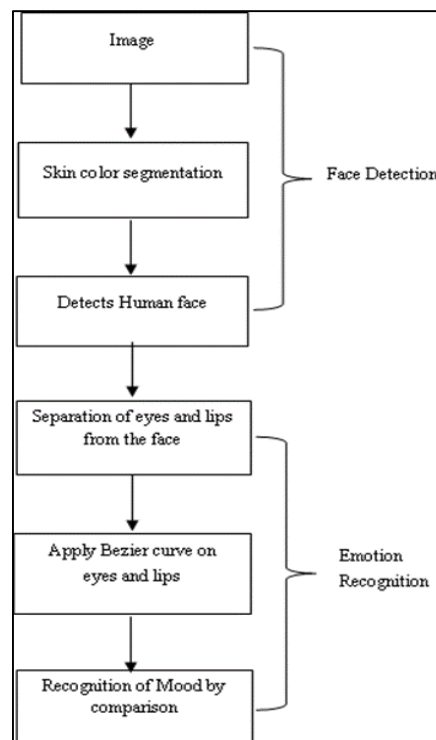 Image
Skin color segmentation
Face Detection
Detects Human face
Separation of eyes and lips
from the face
Apply Bezier curve on
eyes and lips
Emotion
Recognition
Recognition of Mood by
comparison